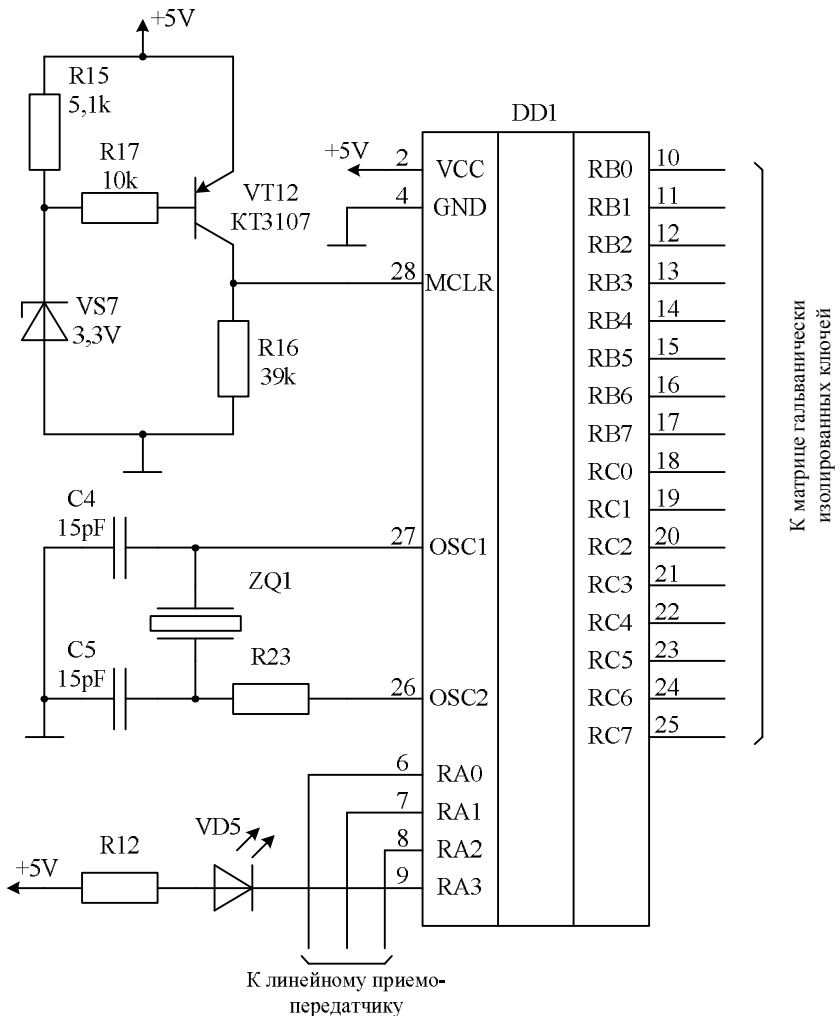 +5V
R15
5,1k
R17
10k
VT12
КТ3107
VS7
3,3V
R16
39k
C4
15pF
ZQ1
C5
15pF
R23
VD5
R12
+5V
DD1
+5V
2
VCC
4
GND
28
MCLR
27
OSC1
26
OSC2
6
RA0
7
RA1
8
RA2
9
RA3
RB0
10
RB1
11
RB2
12
RB3
13
RB4
14
RB5
15
RB6
16
RB7
17
RC0
18
RC1
19
RC2
20
RC3
21
RC4
22
RC5
23
RC6
24
RC7
25
К матрице гальванически
изолированных ключей
К линейному приемо-
передатчику